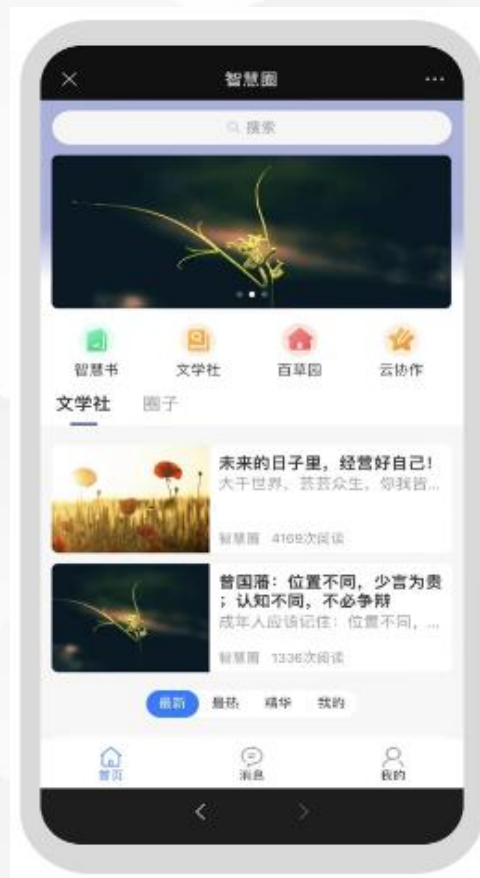 智慧圈
搜索
智慧书
文学社
百草园
云协作
文学社
圈子
未来的日子里，经营好自己！
大千世界，芸芸众生，你我皆...
智慧圈 4169次阅读
曾国藩：位置不同，少言为贵
；认知不同，不必争辩
成年人应该记住：位置不同，...
智慧圈 1336次阅读
最新
最热
精华
我的
首页
消息
我的